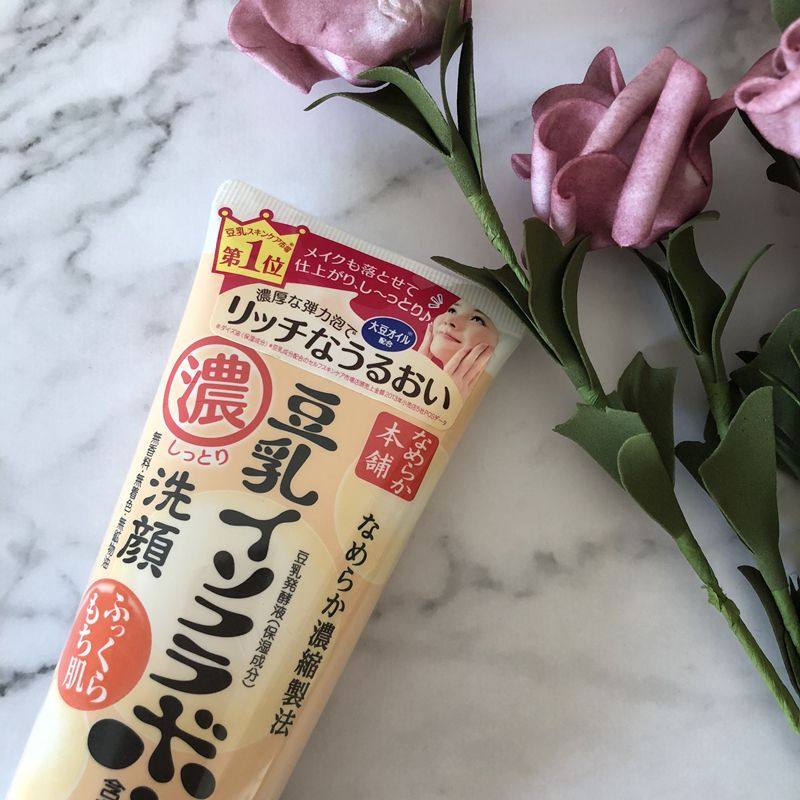 豆乳スキンケア市場※
第1位
メイクも落とせて
仕上がり、し〜っとり♪
濃厚な弾力泡で
リッチなうるおい
大豆オイル*
配合
濃
しっとり
なめらか
本舗
豆乳イソフラボン
洗顔
無香料・無着色・無鉱物油
なめらか濃縮製法
豆乳発酵液(保湿成分)
ふっくら
もち肌
含